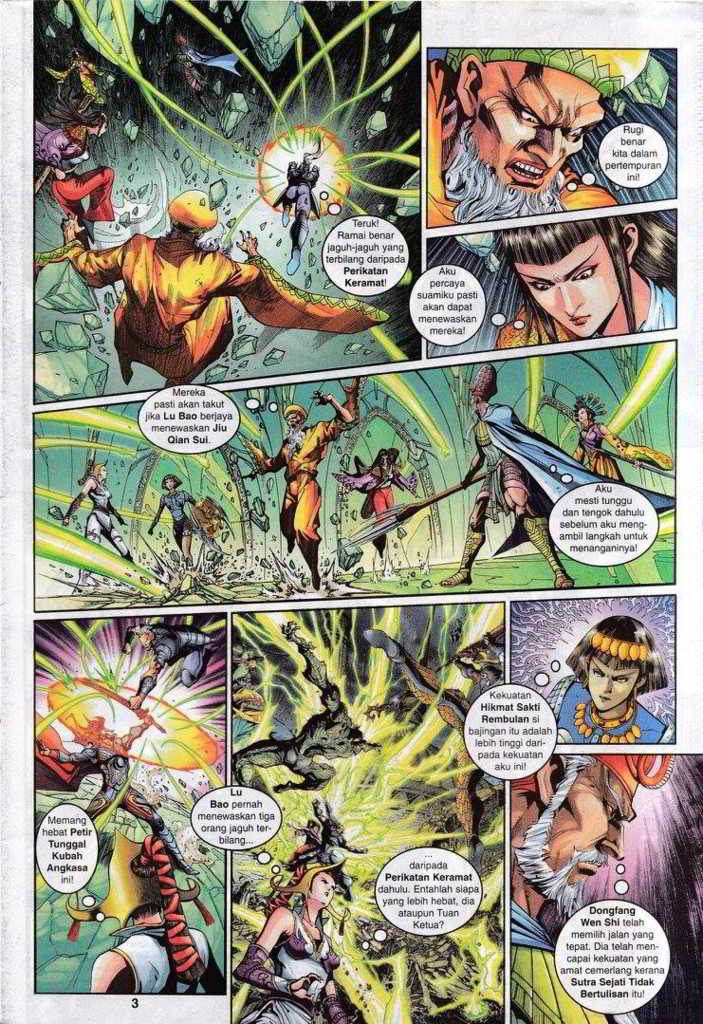 Teruk!
Ramai benar
jaguh-jaguh yang
terbilang daripada
Perikatan
Keramat!
Rugi
benar
kita dalam
pertempuran
ini!
Aku
percaya
suamiku pasti
akan dapat
menewaskan
mereka!
Mereka
pasti akan takut
jika Lu Bao berjaya
menewaskan Jiu
Qian Sui.
Aku
mesti tunggu
dan tengok dahulu
sebelum aku meng-
ambil langkah untuk
menanganinya!
Memang
hebat Petir
Tunggal
Kubah
Angkasa
ini!
Lu
Bao pernah
menewaskan tiga
orang jaguh ter-
bilang...
...
daripada
Perikatan Keramat
dahulu. Entahlah siapa
yang lebih hebat, dia
ataupun Tuan
Ketua?
Kekuatan
Hikmat Sakti
Rembulan si
bajingan itu adalah
lebih tinggi dari-
pada kekuatan
aku ini!
Dongfang
Wen Shi telah
memilih jalan yang
tepat. Dia telah men-
capai kekuatan yang
amat cemerlang kerana
Sutra Sejati Tidak
Bertulisan itu!
3